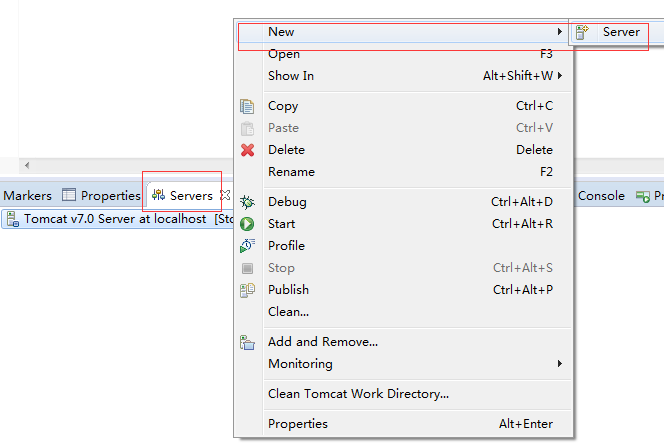 New Server
Open F3
Show In Alt+Shift+W
Copy Ctrl+C
Paste Ctrl+V
Delete Delete
Rename F2
Markers Properties Servers Console
Debug Ctrl+Alt+D
Tomcat v7.0 Server at localhost
Start Ctrl+Alt+R
Profile
Stop Ctrl+Alt+S
Publish Ctrl+Alt+P
Clean...
Add and Remove...
Monitoring
Clean Tomcat Work Directory...
Properties Alt+Enter